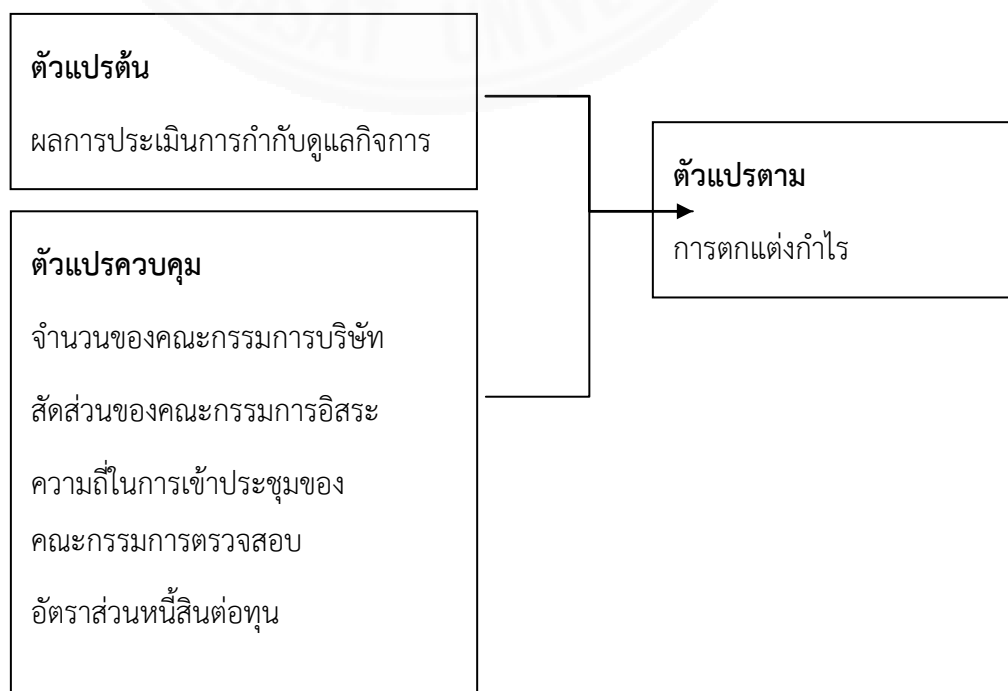 ตัวแปรต้น
ผลการประเมินการกำกับดูแลกิจการ
ตัวแปรควบคุม
จำนวนของคณะกรรมการบริษัท
สัดส่วนของคณะกรรมการอิสระ
ความถี่ในการเข้าประชุมของ
คณะกรรมการตรวจสอบ
อัตราส่วนหนี้สินต่อทุน
ตัวแปรตาม
การตกแต่งกำไร